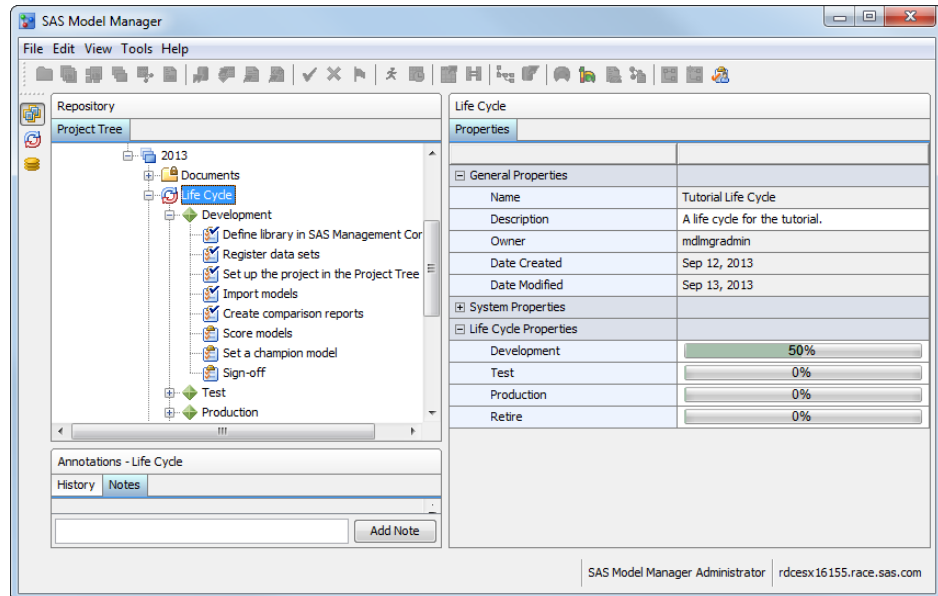 SAS Model Manager
File Edit View Tools Help
Repository
Project Tree
2013
Documents
Life Cycle
Development
Define library in SAS Management Cor
Register data sets
Set up the project in the Project Tree
Import models
Create comparison reports
Score models
Set a champion model
Sign-off
Test
Production
Annotations - Life Cycle
History Notes
Add Note
Life Cycle
Properties
General Properties
Name Tutorial Life Cycle
Description A life cycle for the tutorial.
Owner mdlmgradmin
Date Created Sep 12, 2013
Date Modified Sep 13, 2013
System Properties
Life Cycle Properties
Development 50%
Test 0%
Production 0%
Retire 0%
SAS Model Manager Administrator rdcesx16155.race.sas.com